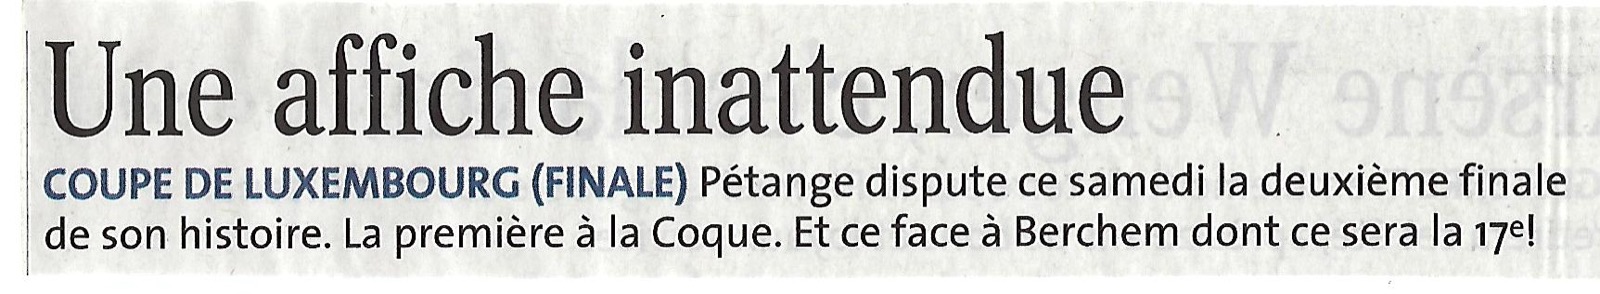 Une affiche inattendue
COUPE DE LUXEMBOURG (FINALE) Pétange dispute ce samedi la deuxième finale
de son histoire. La première à la Coque. Et ce face à Berchem dont ce sera la 17e!